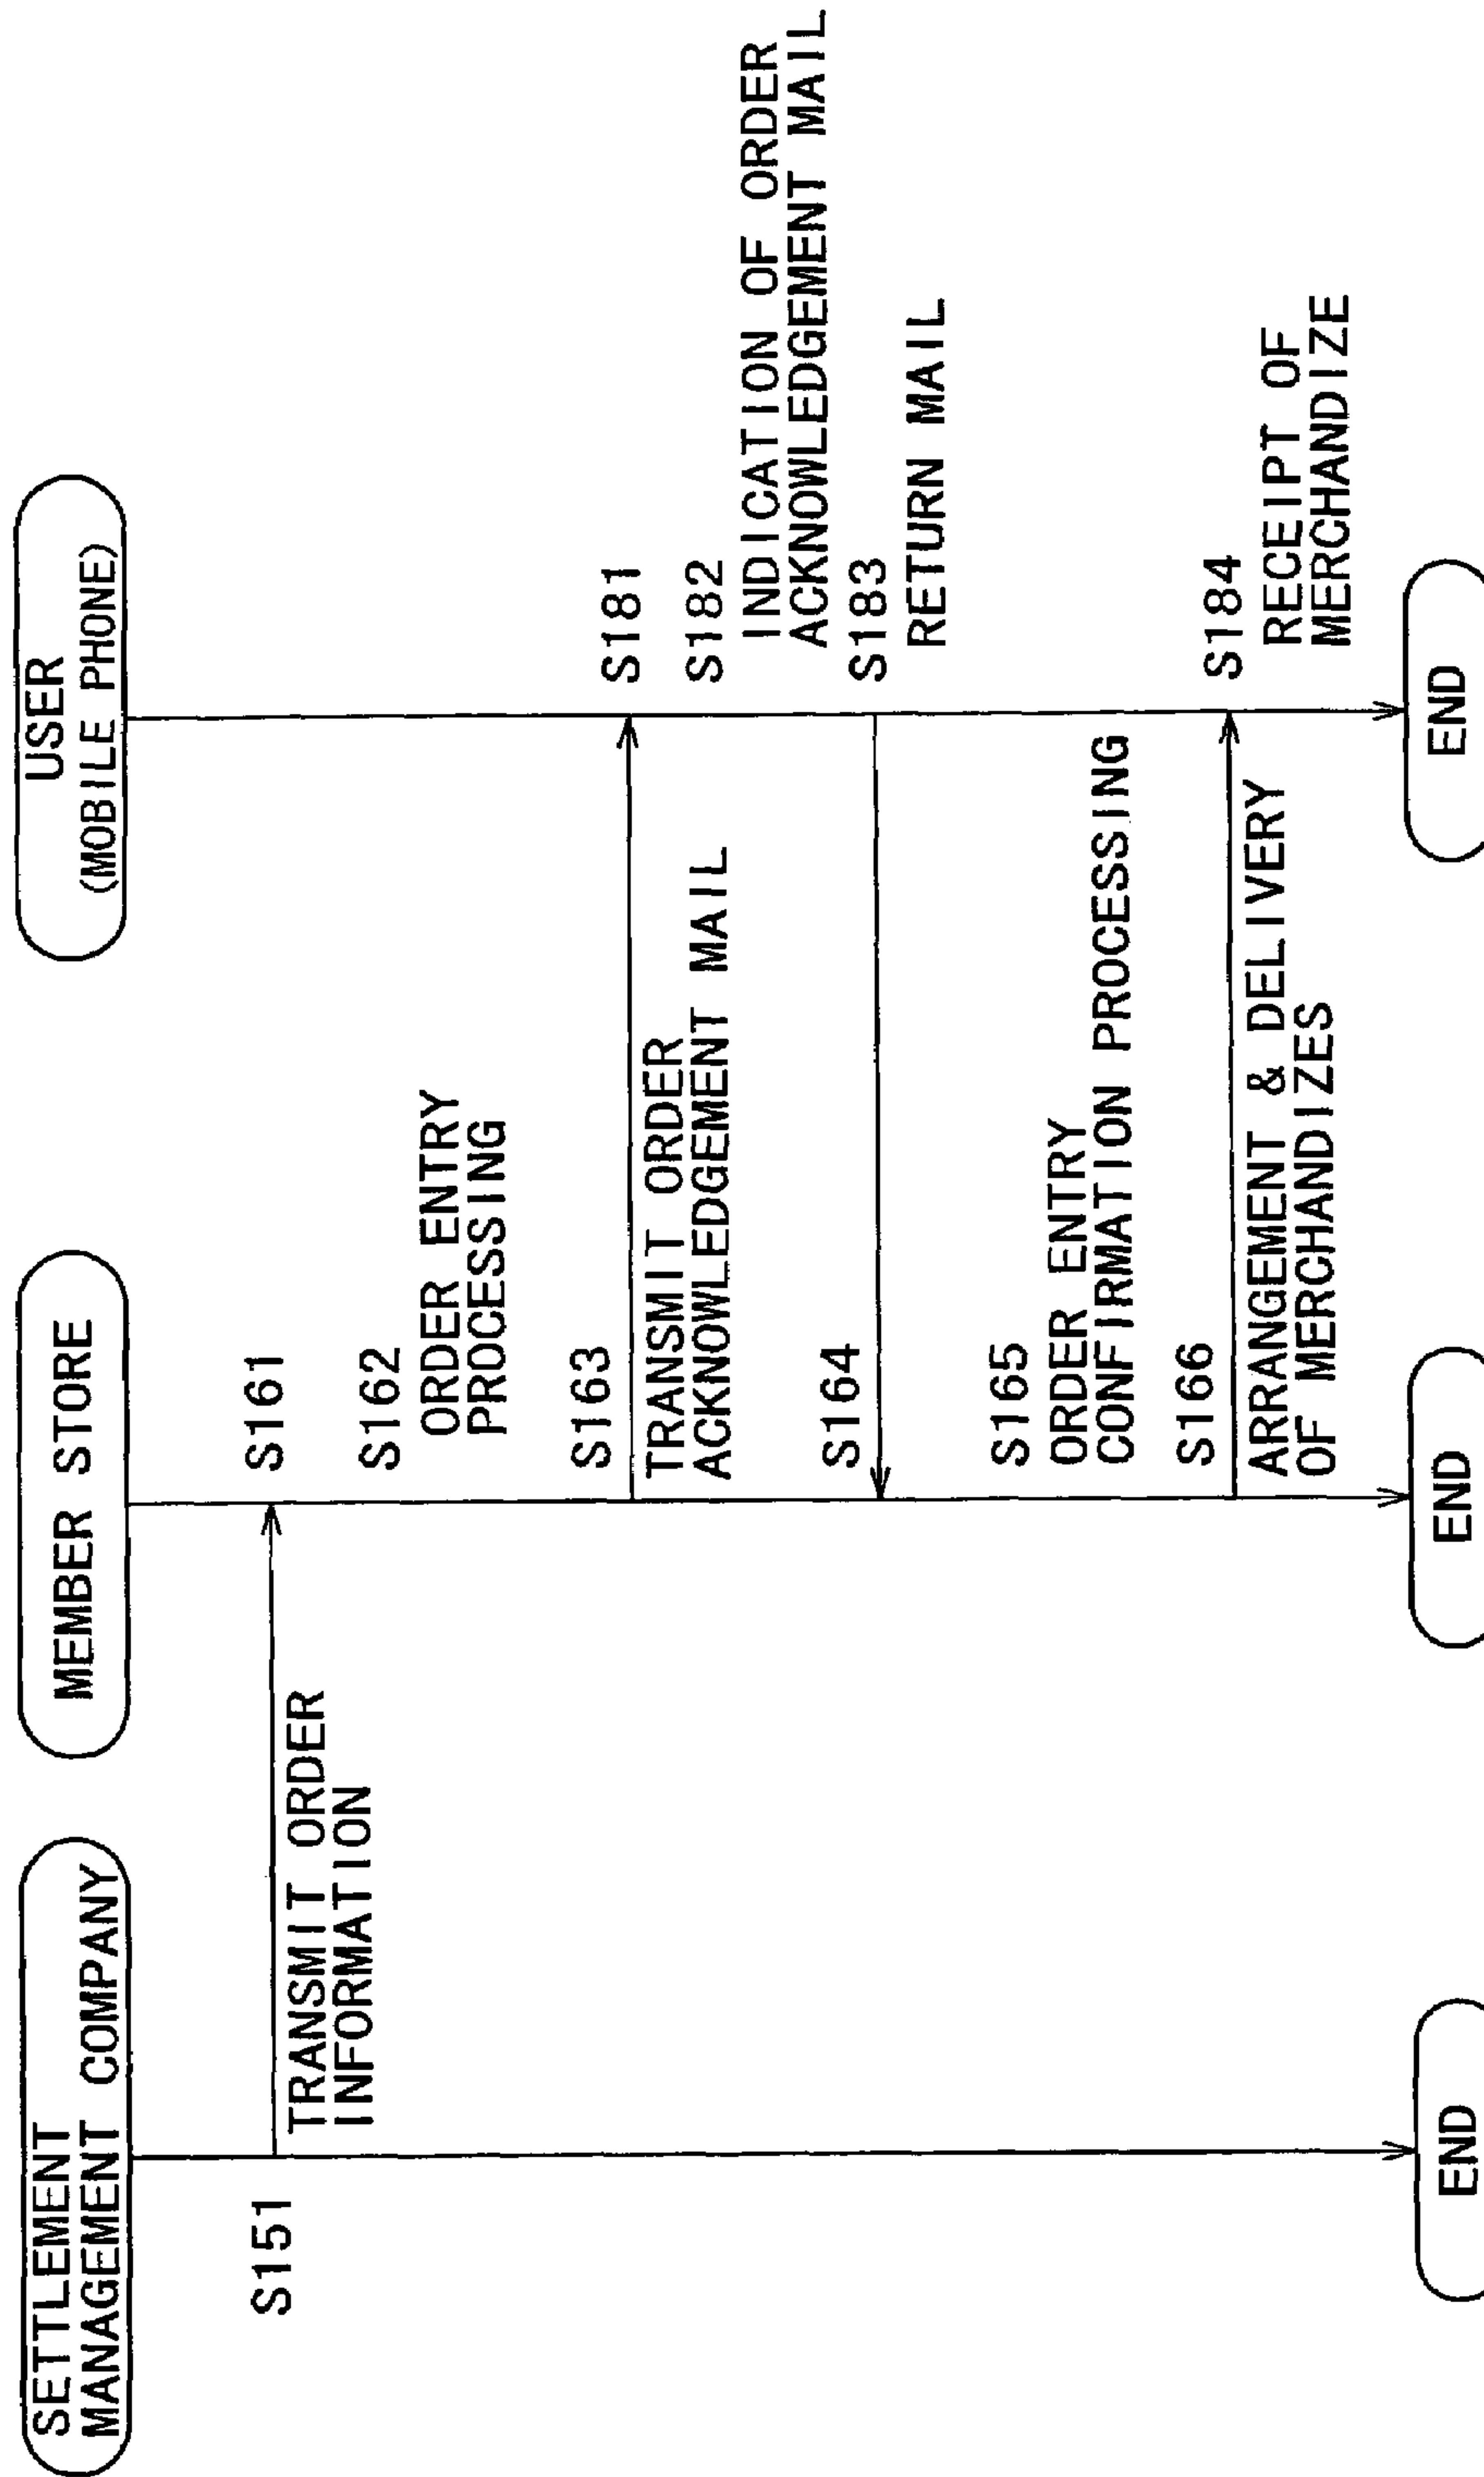 SETTLEMENT
MANAGEMENT COMPANY
MEMBER STORE
USER
(MOBILE PHONE)
S151
TRANSMIT ORDER
INFORMATION
S161
S162
ORDER ENTRY
PROCESSING
S163
TRANSMIT ORDER
ACKNOWLEDGEMENT MAIL
S181
S182
INDICATION OF ORDER
ACKNOWLEDGEMENT MAIL
S183
RETURN MAIL
S164
S165
ORDER ENTRY
CONFIRMATION PROCESSING
S166
ARRANGEMENT & DELIVERY
OF MERCHANDIZES
S184
RECEIPT OF
MERCHANDIZE
END
END
END